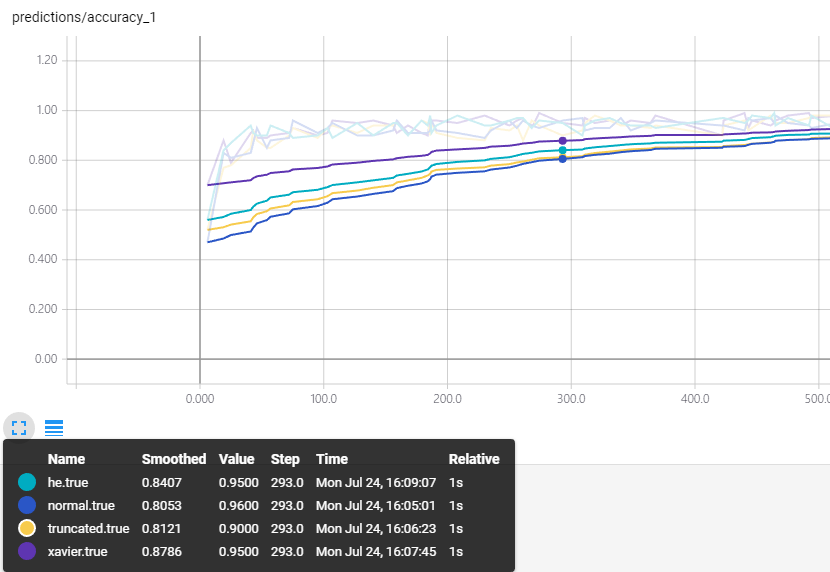 predictions/accuracy_1
1.20
1.00
0.800
0.600
0.400
0.200
0.00
0.000 100.0 200.0 300.0 400.0 500.0
Name Smoothed Value Step Time Relative
he.true 0.8407 0.9500 293.0 Mon Jul 24, 16:09:07 1s
normal.true 0.8053 0.9600 293.0 Mon Jul 24, 16:05:01 1s
truncated.true 0.8121 0.9000 293.0 Mon Jul 24, 16:06:23 1s
xavier.true 0.8786 0.9500 293.0 Mon Jul 24, 16:07:45 1s